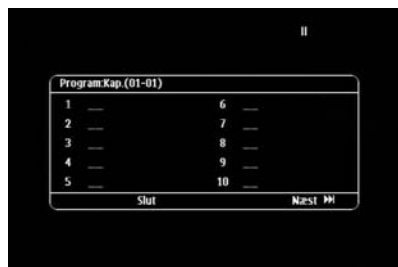 Program:Kap.(01-01)
1 __ 6 __
2 __ 7 __
3 __ 8 __
4 __ 9 __
5 __ 10 __
Slut Næst